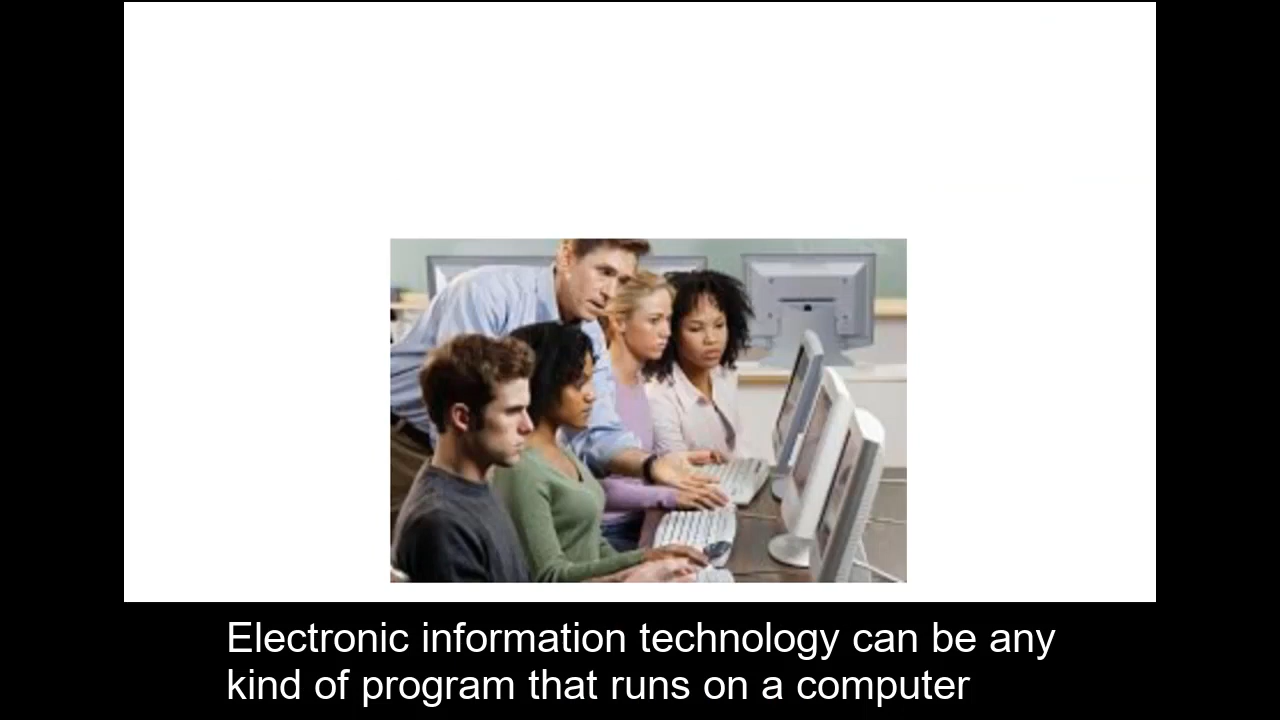 Electronic information technology can be any
kind of program that runs on a computer